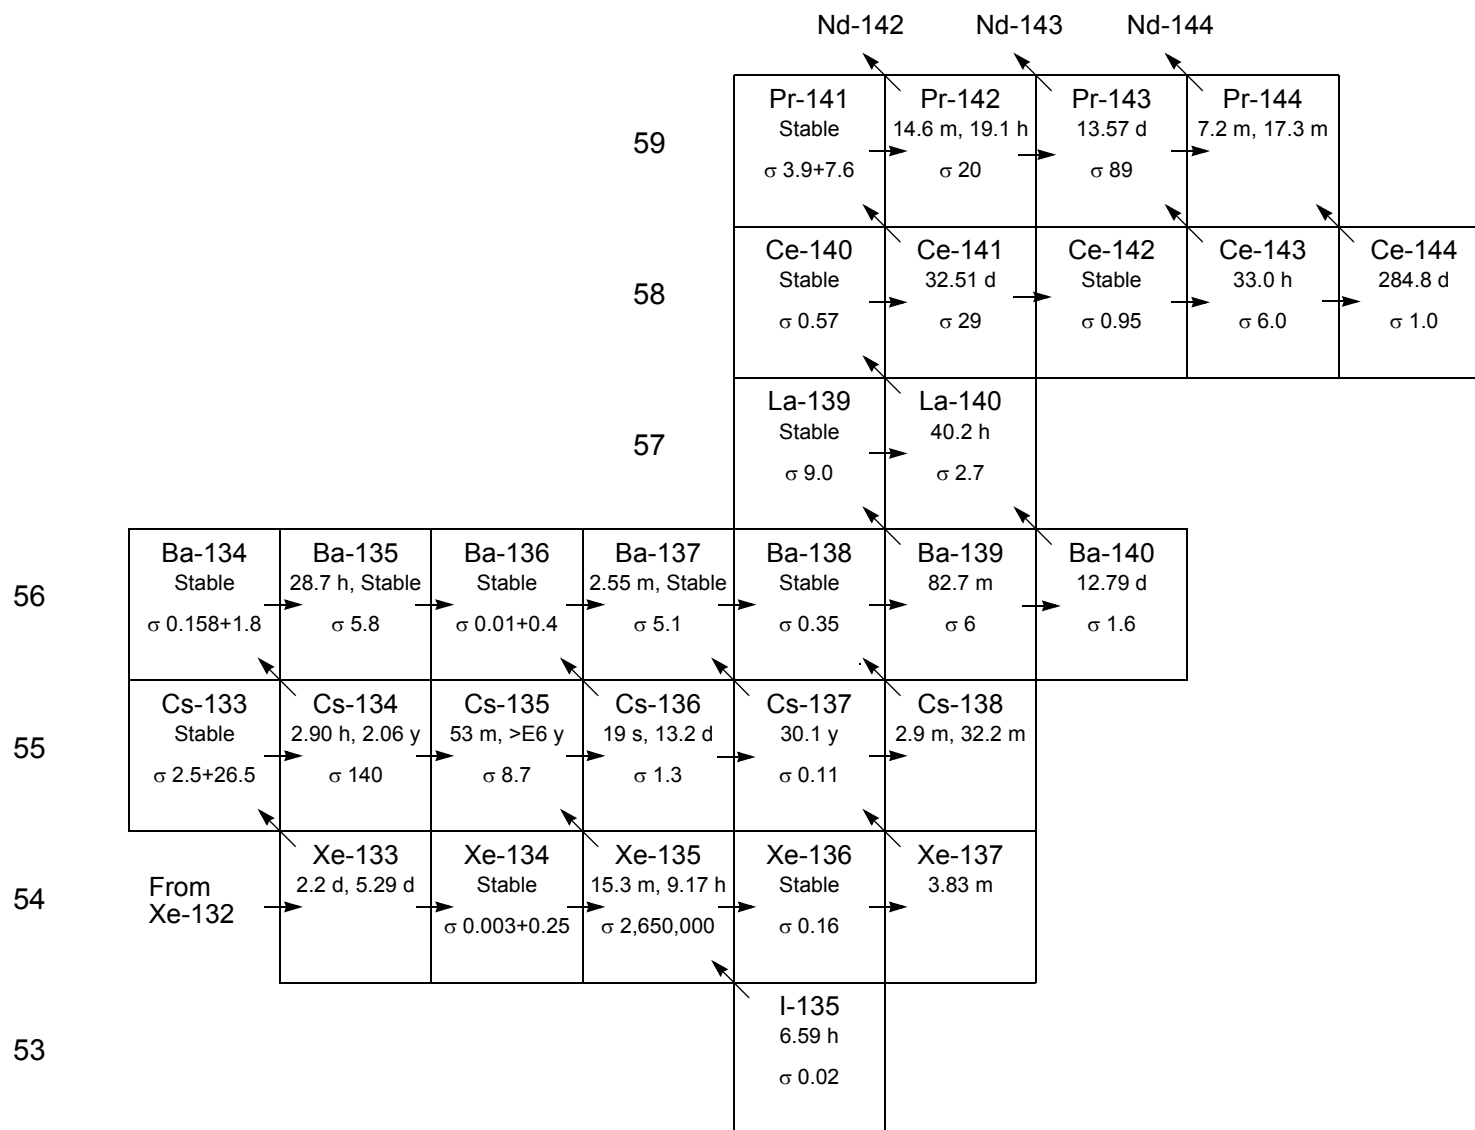 Nd-142 Nd-143 Nd-144
59
Pr-141
Stable
σ 3.9+7.6
Pr-142
14.6 m, 19.1 h
σ 20
Pr-143
13.57 d
σ 89
Pr-144
7.2 m, 17.3 m
58
Ce-140
Stable
σ 0.57
Ce-141
32.51 d
σ 29
Ce-142
Stable
σ 0.95
Ce-143
33.0 h
σ 6.0
Ce-144
284.8 d
σ 1.0
57
La-139
Stable
σ 9.0
La-140
40.2 h
σ 2.7
56
Ba-134
Stable
σ 0.158+1.8
Ba-135
28.7 h, Stable
σ 5.8
Ba-136
Stable
σ 0.01+0.4
Ba-137
2.55 m, Stable
σ 5.1
Ba-138
Stable
σ 0.35
Ba-139
82.7 m
σ 6
Ba-140
12.79 d
σ 1.6
55
Cs-133
Stable
σ 2.5+26.5
Cs-134
2.90 h, 2.06 y
σ 140
Cs-135
53 m, >E6 y
σ 8.7
Cs-136
19 s, 13.2 d
σ 1.3
Cs-137
30.1 y
σ 0.11
Cs-138
2.9 m, 32.2 m
54
From
Xe-132
Xe-133
2.2 d, 5.29 d
Xe-134
Stable
σ 0.003+0.25
Xe-135
15.3 m, 9.17 h
σ 2,650,000
Xe-136
Stable
σ 0.16
Xe-137
3.83 m
53
I-135
6.59 h
σ 0.02